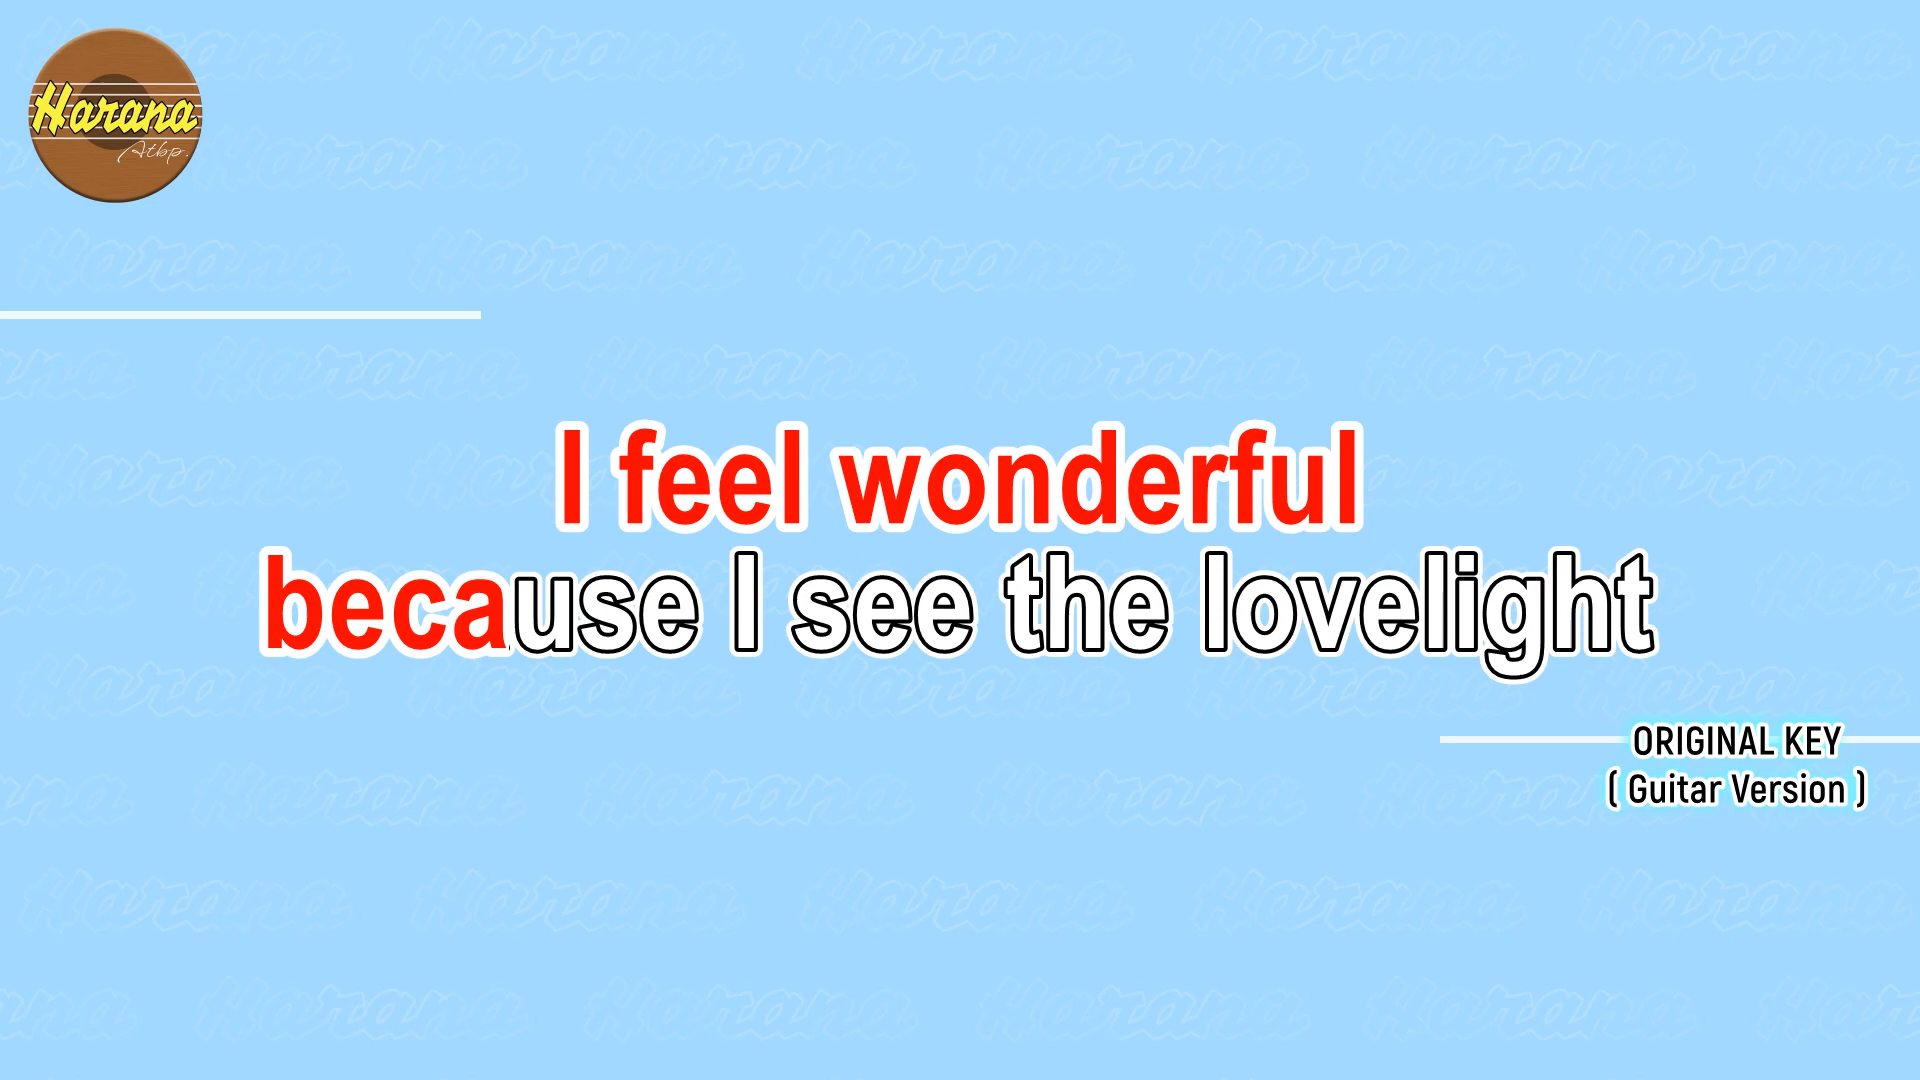 Harana
Atbp.
I feel wonderful
because I see the lovelight
ORIGINAL KEY
( Guitar Version )